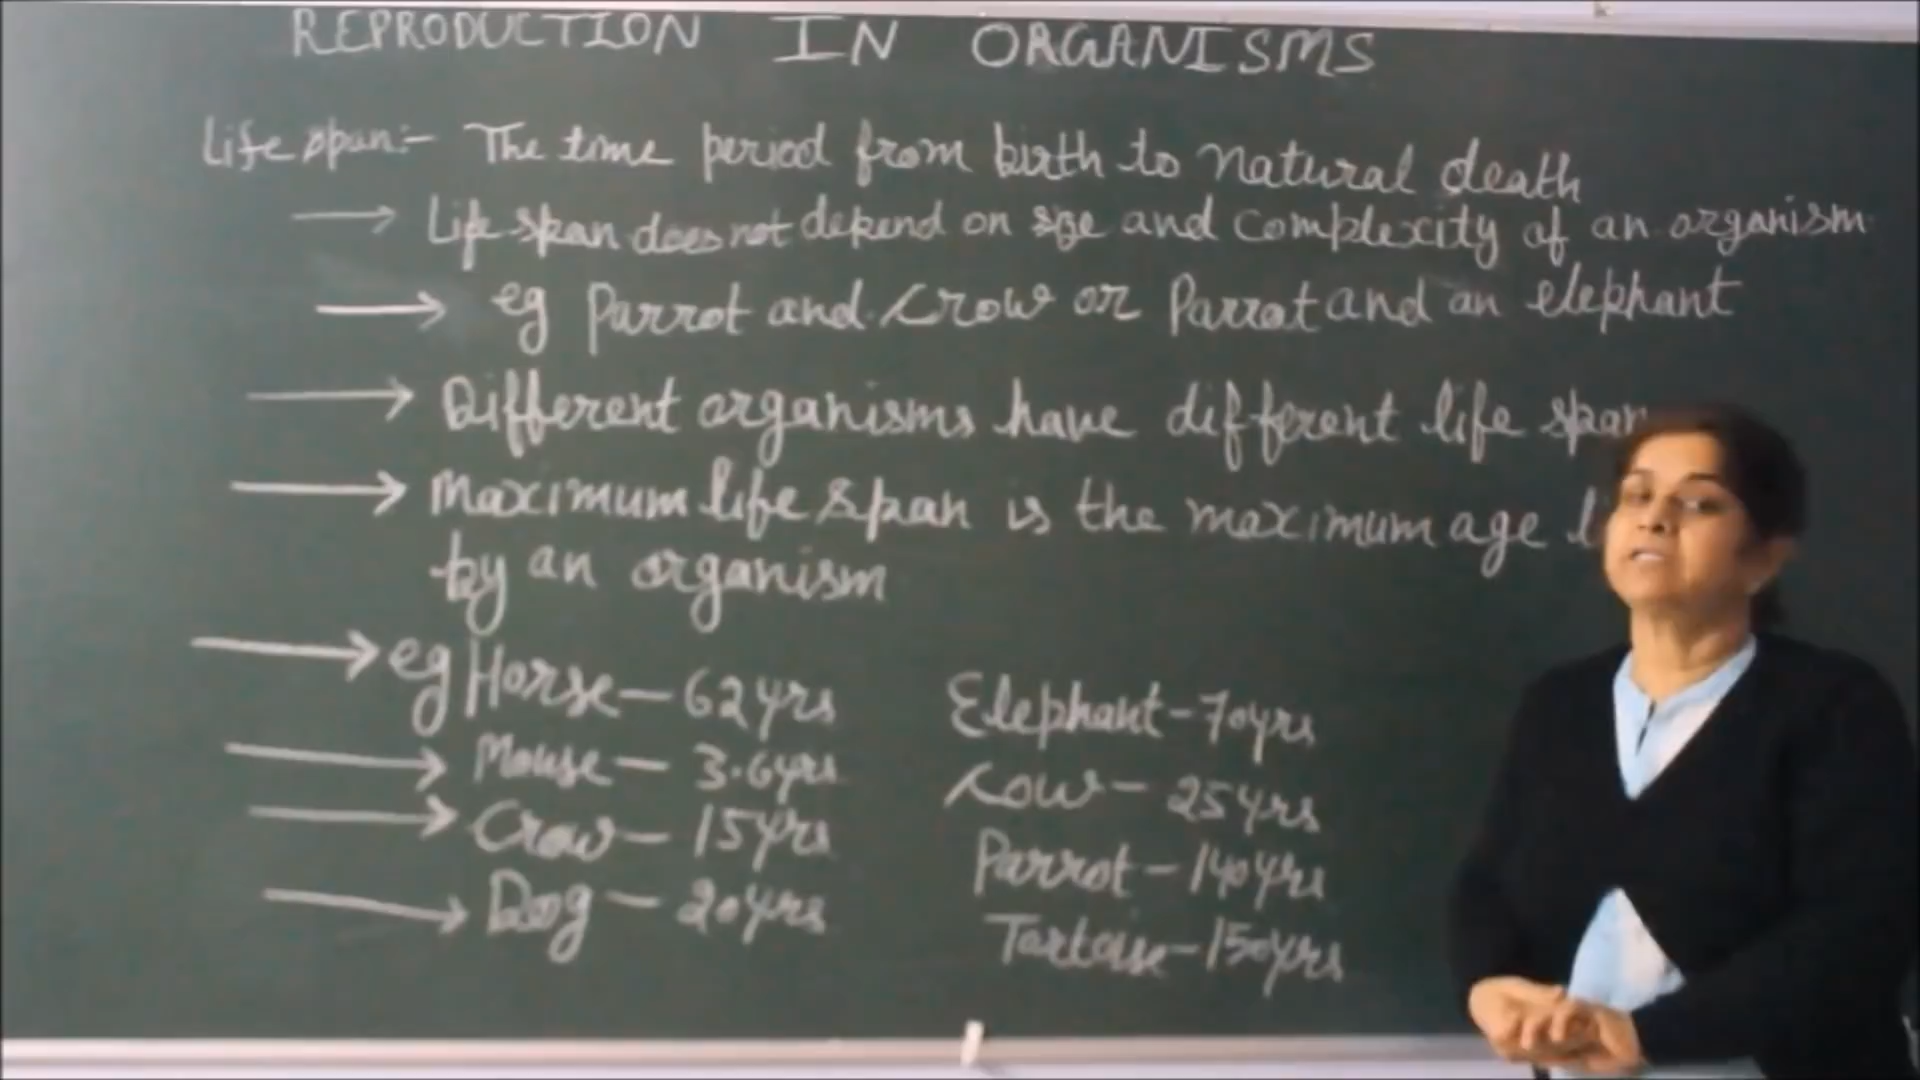 REPRODUCTION IN ORGANISMS
Life span:- The time period from birth to natural death
→ Life span does not depend on size and complexity of an organism
→ eg Parrot and Crow or Parrot and an elephant
→ Different organisms have different life span
→ Maximum life span is the maximum age
by an organism
→ eg Horse - 62 yrs Elephant - 70 yrs
→ Mouse - 3.6 yrs Cow - 25 yrs
→ Crow - 15 yrs Parrot - 140 yrs
→ Dog - 20 yrs Tortoise - 150 yrs